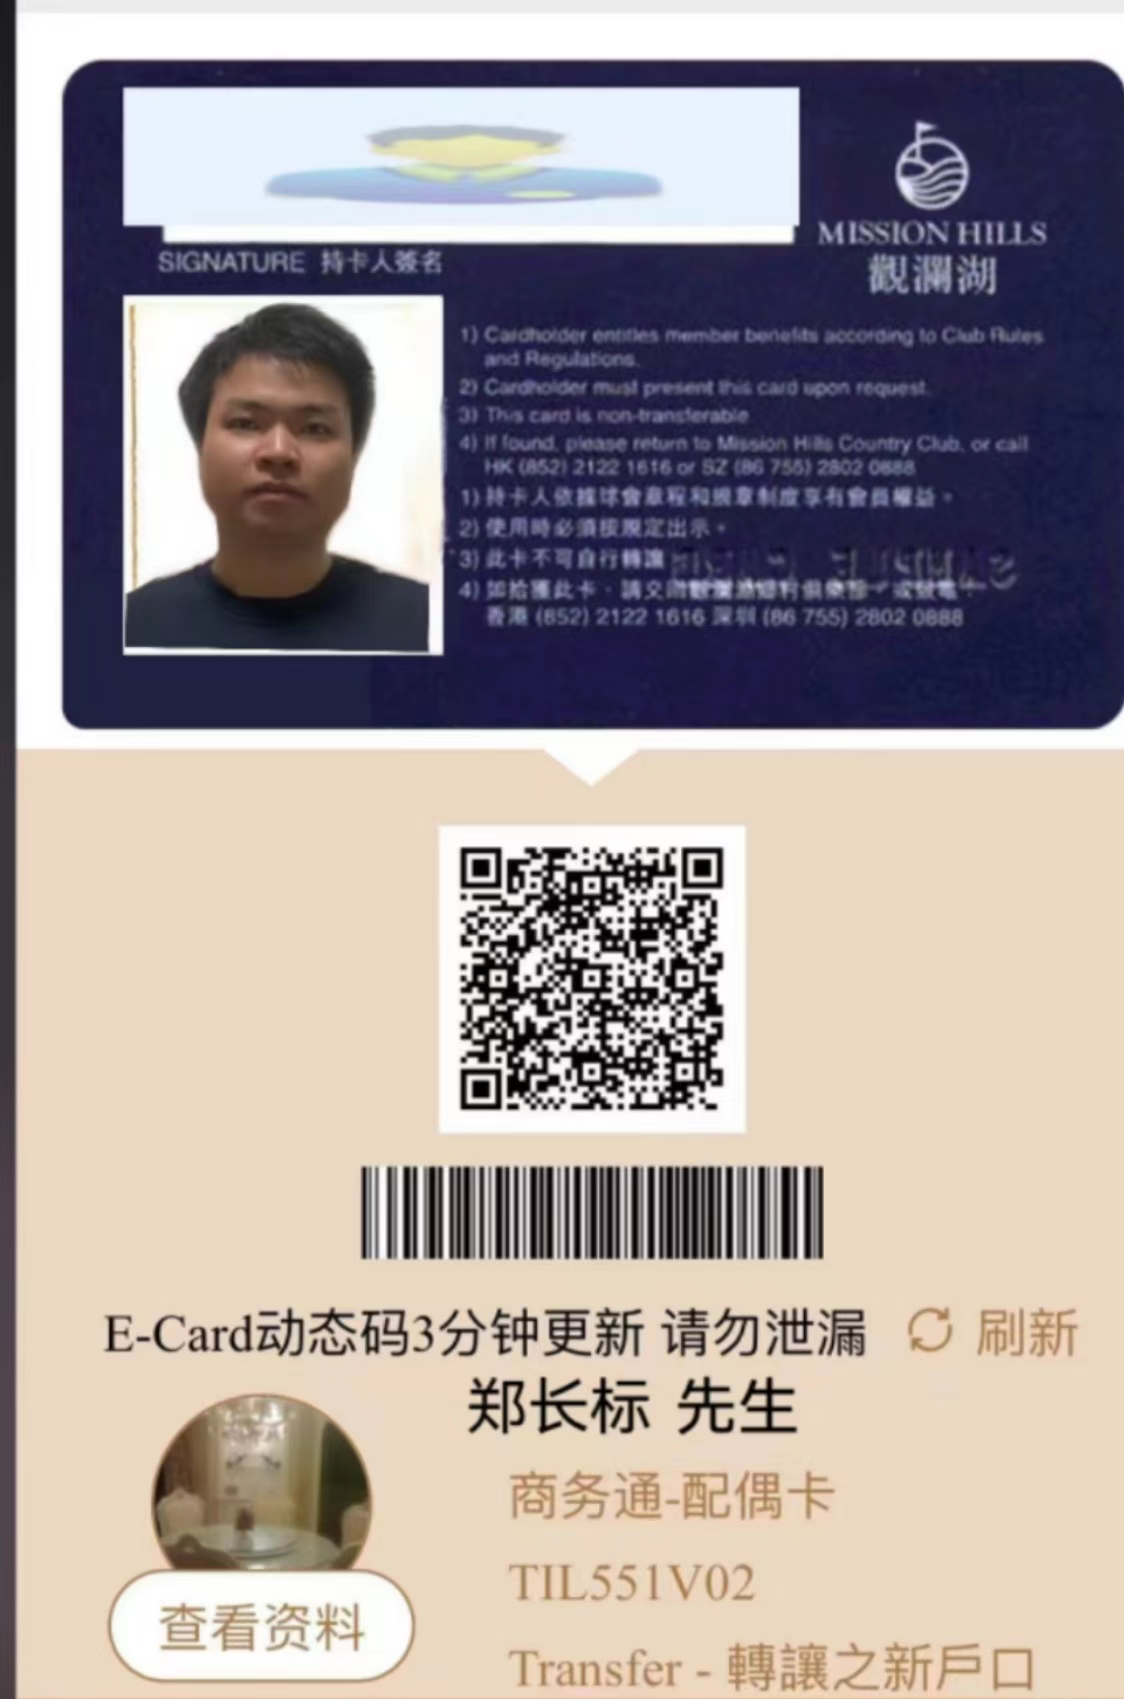 MISSION HILLS
觀瀾湖
SIGNATURE 持卡人簽名
1) Cardholder entitles member benefits according to Club Rules
and Regulations.
2) Cardholder must present this card upon request.
3) This card is non-transferable
4) If found, please return to Mission Hills Country Club, or call
HK (852) 2122 1616 or SZ (86 755) 2802 0888
1) 持卡人依據球會章程和規章制度享有會員權益。
2) 使用時必須按規定出示。
3) 此卡不可自行轉讓
4) 如拾獲此卡,請交回觀瀾湖鄉村俱樂部,或致電:
香港 (852) 2122 1616 深圳 (86 755) 2802 0888
E-Card动态码3分钟更新 请勿泄漏 刷新
郑长标 先生
商务通-配偶卡
TIL551V02
查看资料
Transfer - 轉讓之新戶口